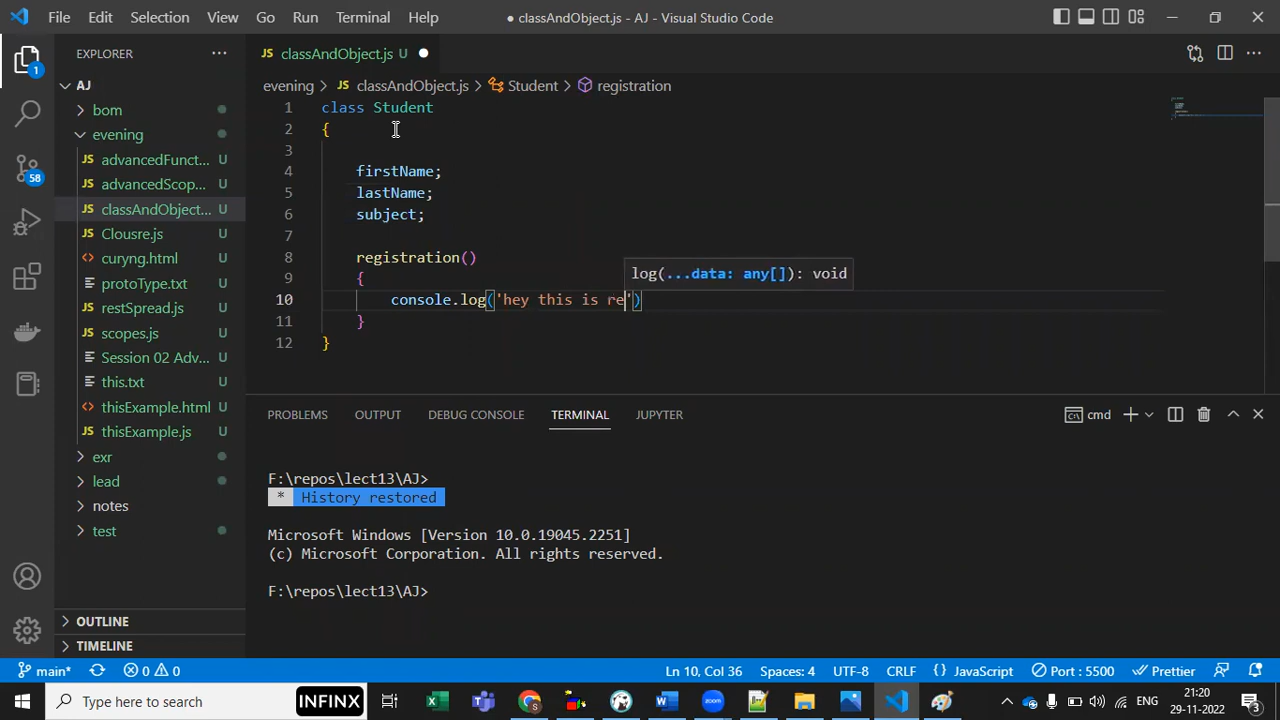 File Edit Selection View Go Run Terminal Help
● classAndObject.js - AJ - Visual Studio Code
EXPLORER
1
AJ
bom
evening
advancedFunct... U
advancedScop... U
58
classAndObject... U
Clousre.js U
curyng.html U
protoType.txt U
restSpread.js U
scopes.js U
Session 02 Adv... U
this.txt U
thisExample.html U
thisExample.js U
exr
lead
notes
test
OUTLINE
TIMELINE
JS classAndObject.js U ●
evening > JS classAndObject.js > Student > registration
1 class Student
2 {
3
4 firstName;
5 lastName;
6 subject;
7
8 registration()
log(...data: any[]): void
9 {
10 console.log('hey this is re')
11 }
12 }
PROBLEMS OUTPUT DEBUG CONSOLE TERMINAL JUPYTER
cmd
F:\repos\lect13\AJ>
* History restored
Microsoft Windows [Version 10.0.19045.2251]
(c) Microsoft Corporation. All rights reserved.
F:\repos\lect13\AJ>
main* 0 0 Ln 10, Col 36 Spaces: 4 UTF-8 CRLF {} JavaScript Port : 5500 Prettier
Type here to search INFINX
ENG
21:20
29-11-2022
3